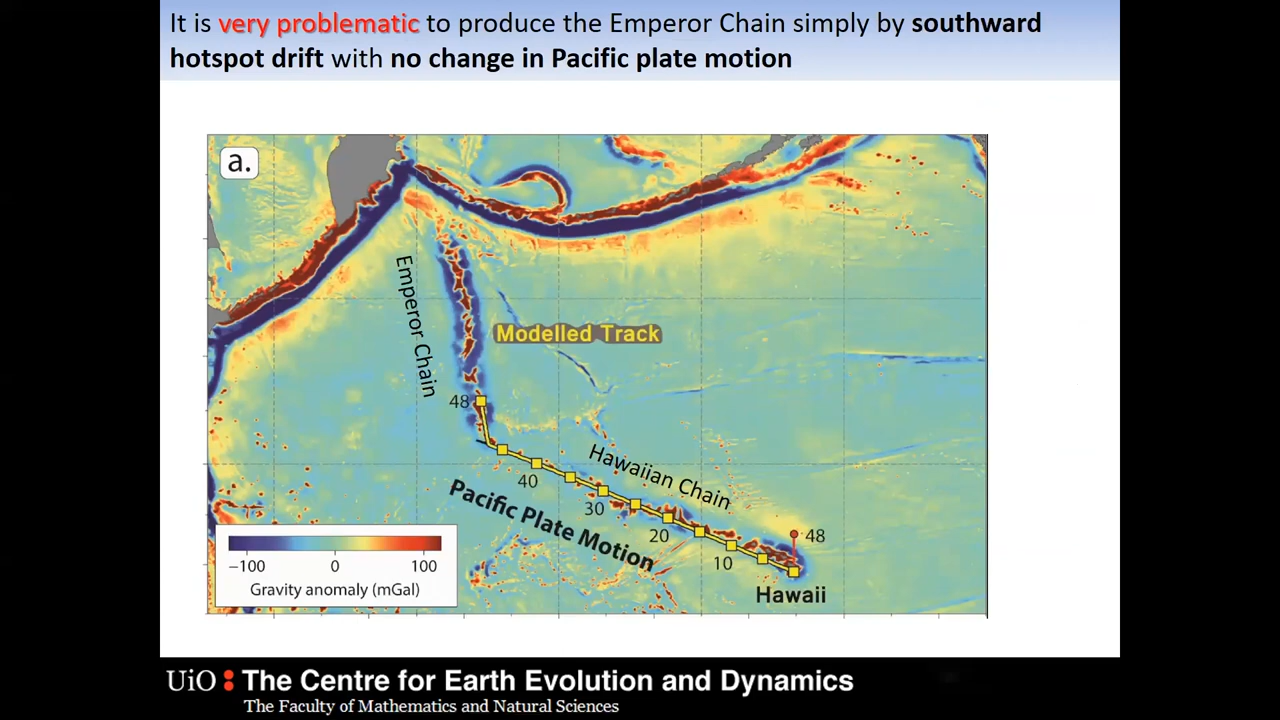 It is very problematic to produce the Emperor Chain simply by southward
hotspot drift with no change in Pacific plate motion
a.
Emperor Chain
Modelled Track
48
Hawaiian Chain
40
30
20
10
48
Pacific Plate Motion
Hawaii
−100 0 100
Gravity anomaly (mGal)
UiO The Centre for Earth Evolution and Dynamics
The Faculty of Mathematics and Natural Sciences